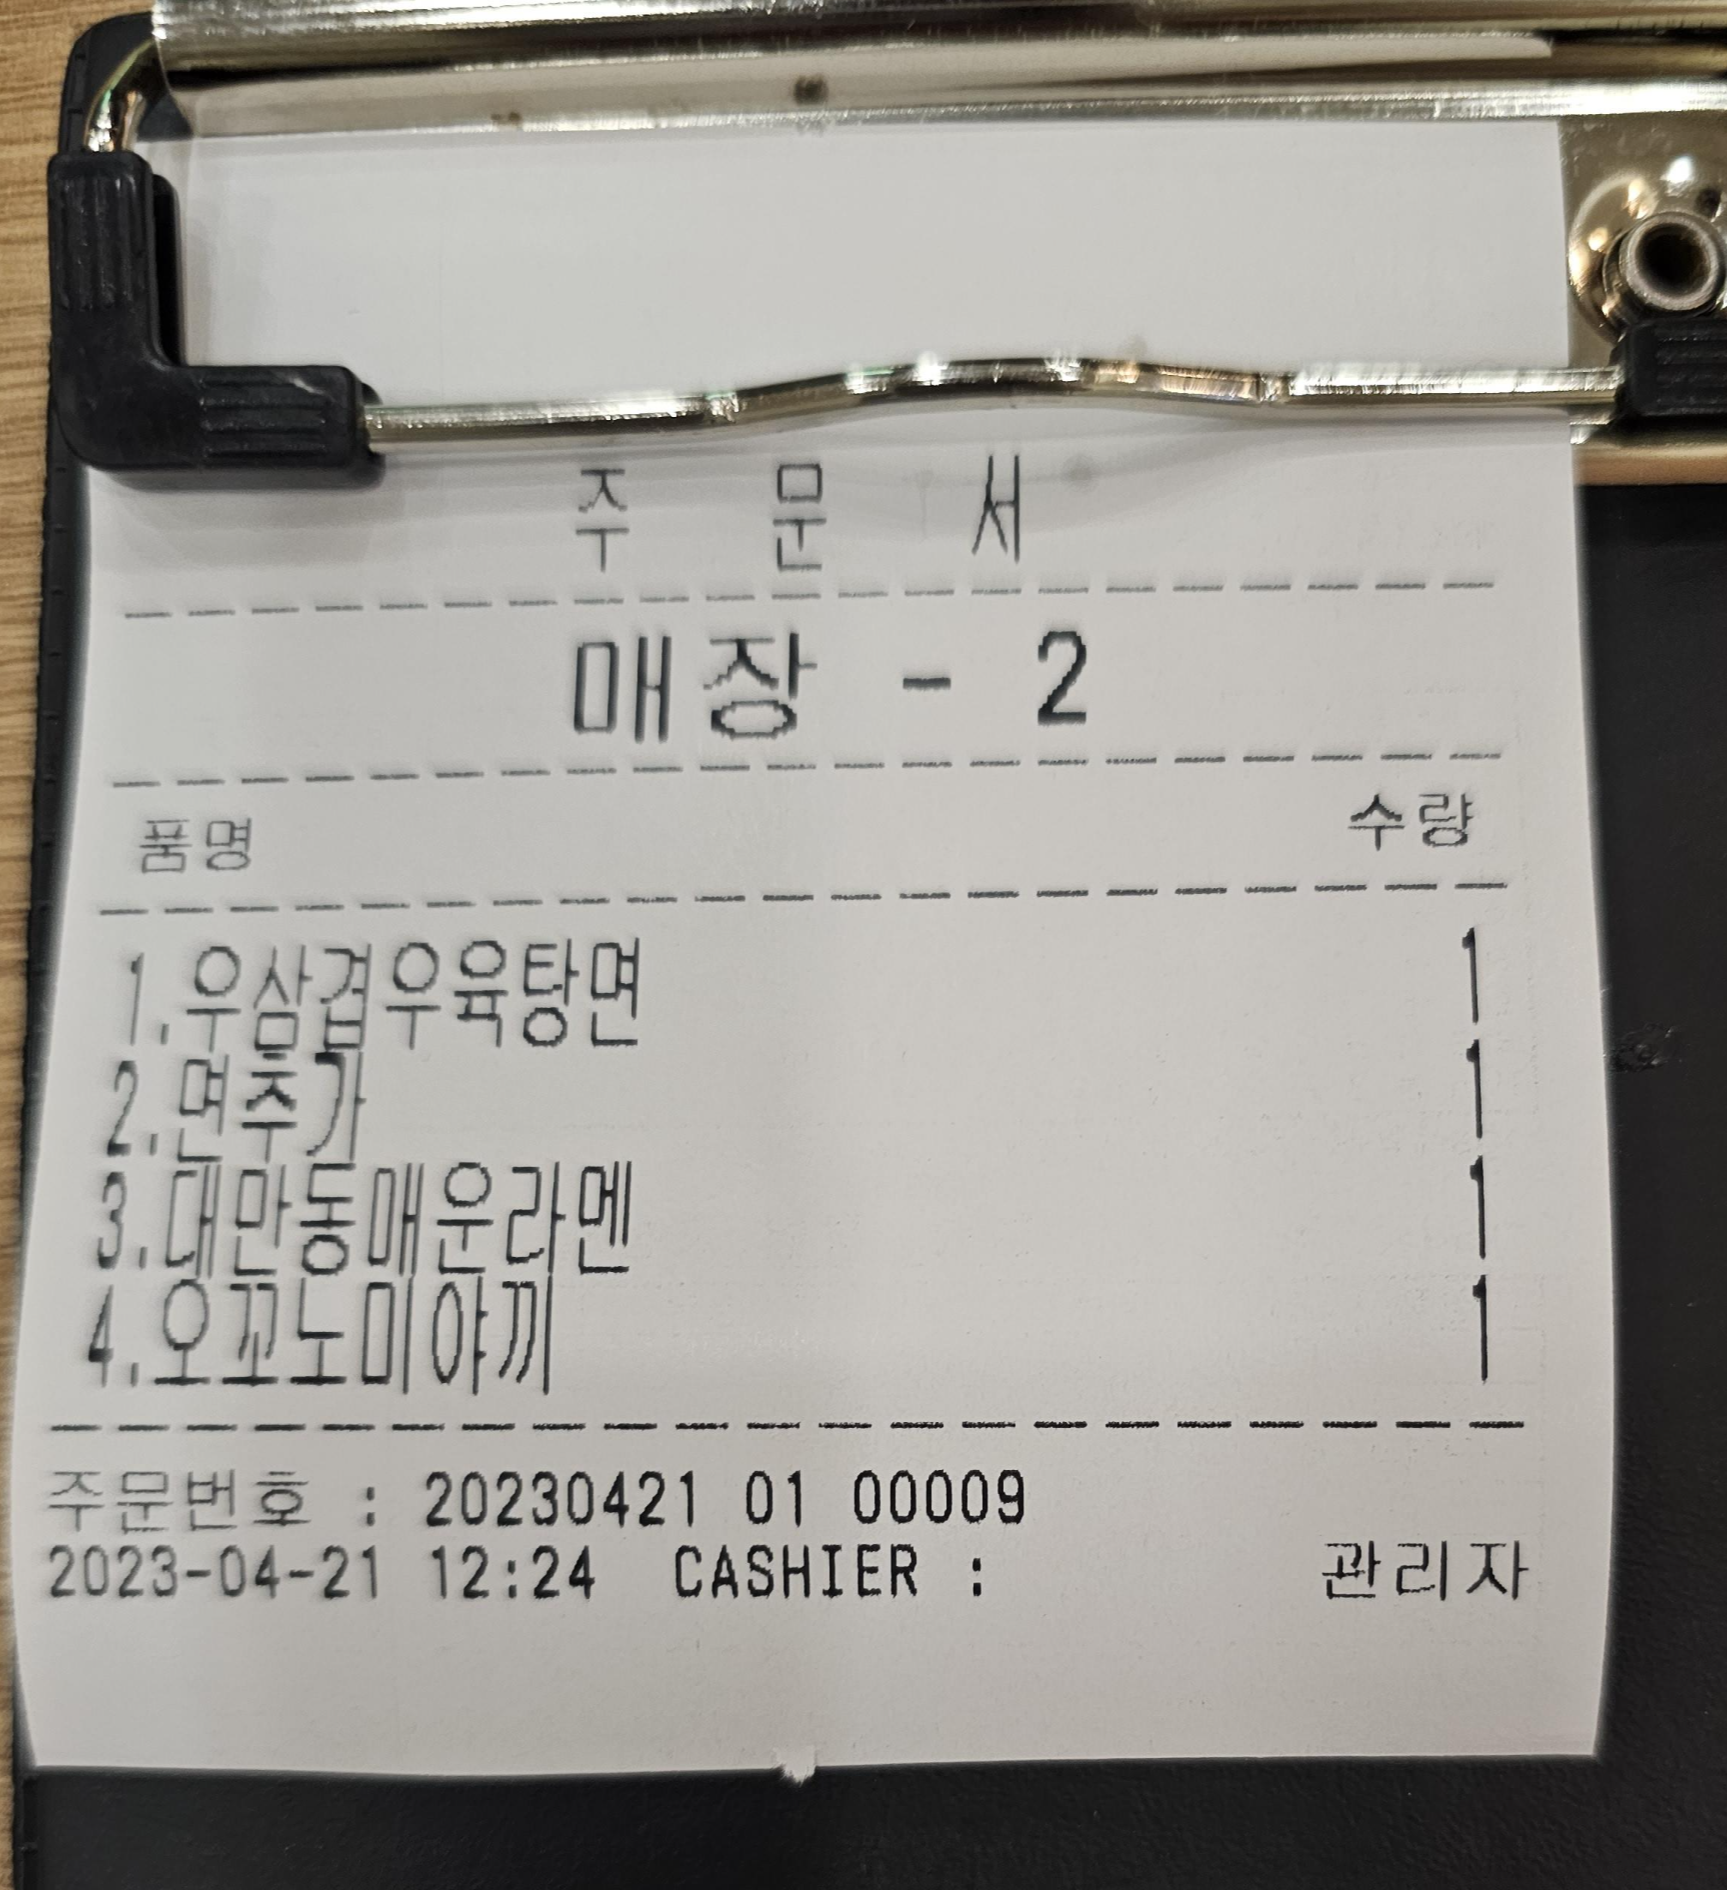 주 문 서
매장 - 2
품명 수량
1.우삼겹우육탕면 1
2.면추가 1
3.대만동매운라멘 1
4.오꼬노미야끼 1
주문번호 : 20230421 01 00009
2023-04-21 12:24 CASHIER : 관리자